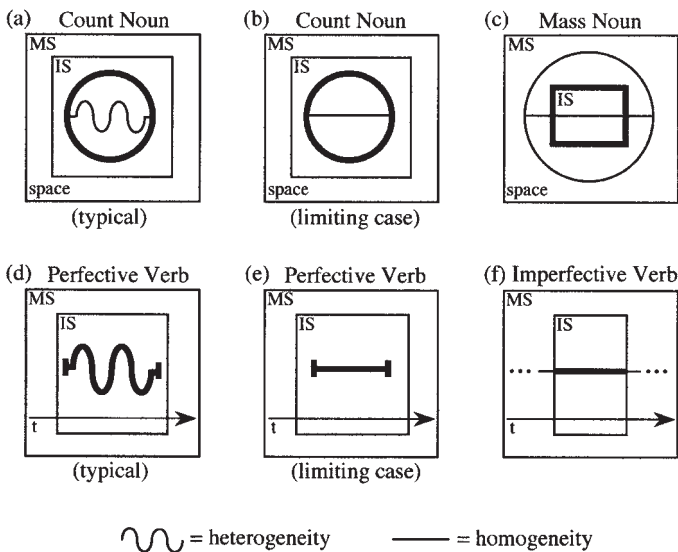 (a) Count Noun
MS
IS
space
(typical)
(b) Count Noun
MS
IS
space
(limiting case)
(c) Mass Noun
MS
IS
space
(d) Perfective Verb
MS
IS
t
(typical)
(e) Perfective Verb
MS
IS
t
(limiting case)
(f) Imperfective Verb
MS
IS
... ...
t
= heterogeneity
= homogeneity